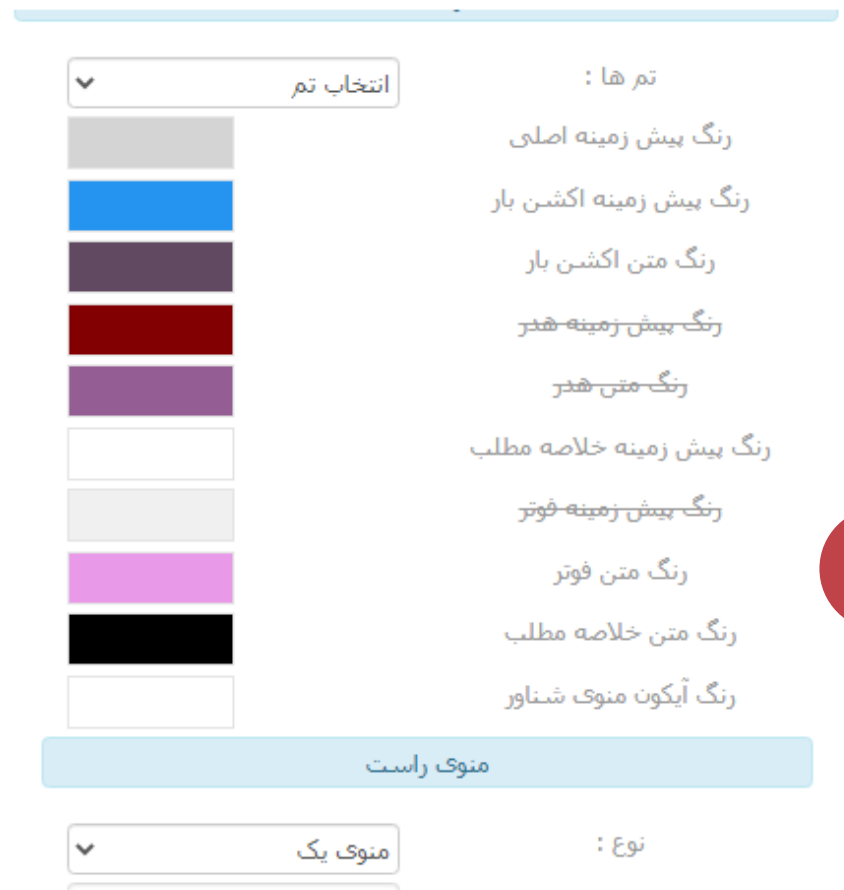 تم ها :
انتخاب تم
رنگ پیش زمینه اصلی
رنگ پیش زمینه اکشن بار
رنگ متن اکشن بار
رنگ پیش زمینه هدر
رنگ متن هدر
رنگ پیش زمینه خلاصه مطلب
رنگ پیش زمینه فوتر
رنگ متن فوتر
رنگ متن خلاصه مطلب
رنگ آیکون منوی شناور
منوی راست
نوع :
منوی یک